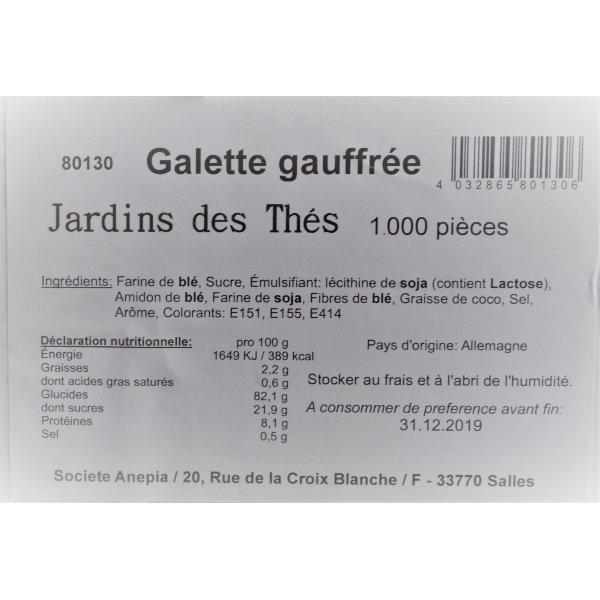 80130 Galette gauffrée
4 032865 801306
Jardins des Thés 1.000 pièces
Ingrédients: Farine de blé, Sucre, Émulsifiant: lécithine de soja (contient Lactose),
Amidon de blé, Farine de soja, Fibres de blé, Graisse de coco, Sel,
Arôme, Colorants: E151, E155, E414
Déclaration nutritionnelle: pro 100 g
Énergie 1649 KJ / 389 kcal
Graisses 2,2 g
dont acides gras saturés 0,6 g
Glucides 82,1 g
dont sucres 21,9 g
Protéines 8,1 g
Sel 0,5 g
Pays d'origine: Allemagne
Stocker au frais et à l'abri de l'humidité.
A consommer de preference avant fin:
31.12.2019
Societe Anepia / 20, Rue de la Croix Blanche / F - 33770 Salles